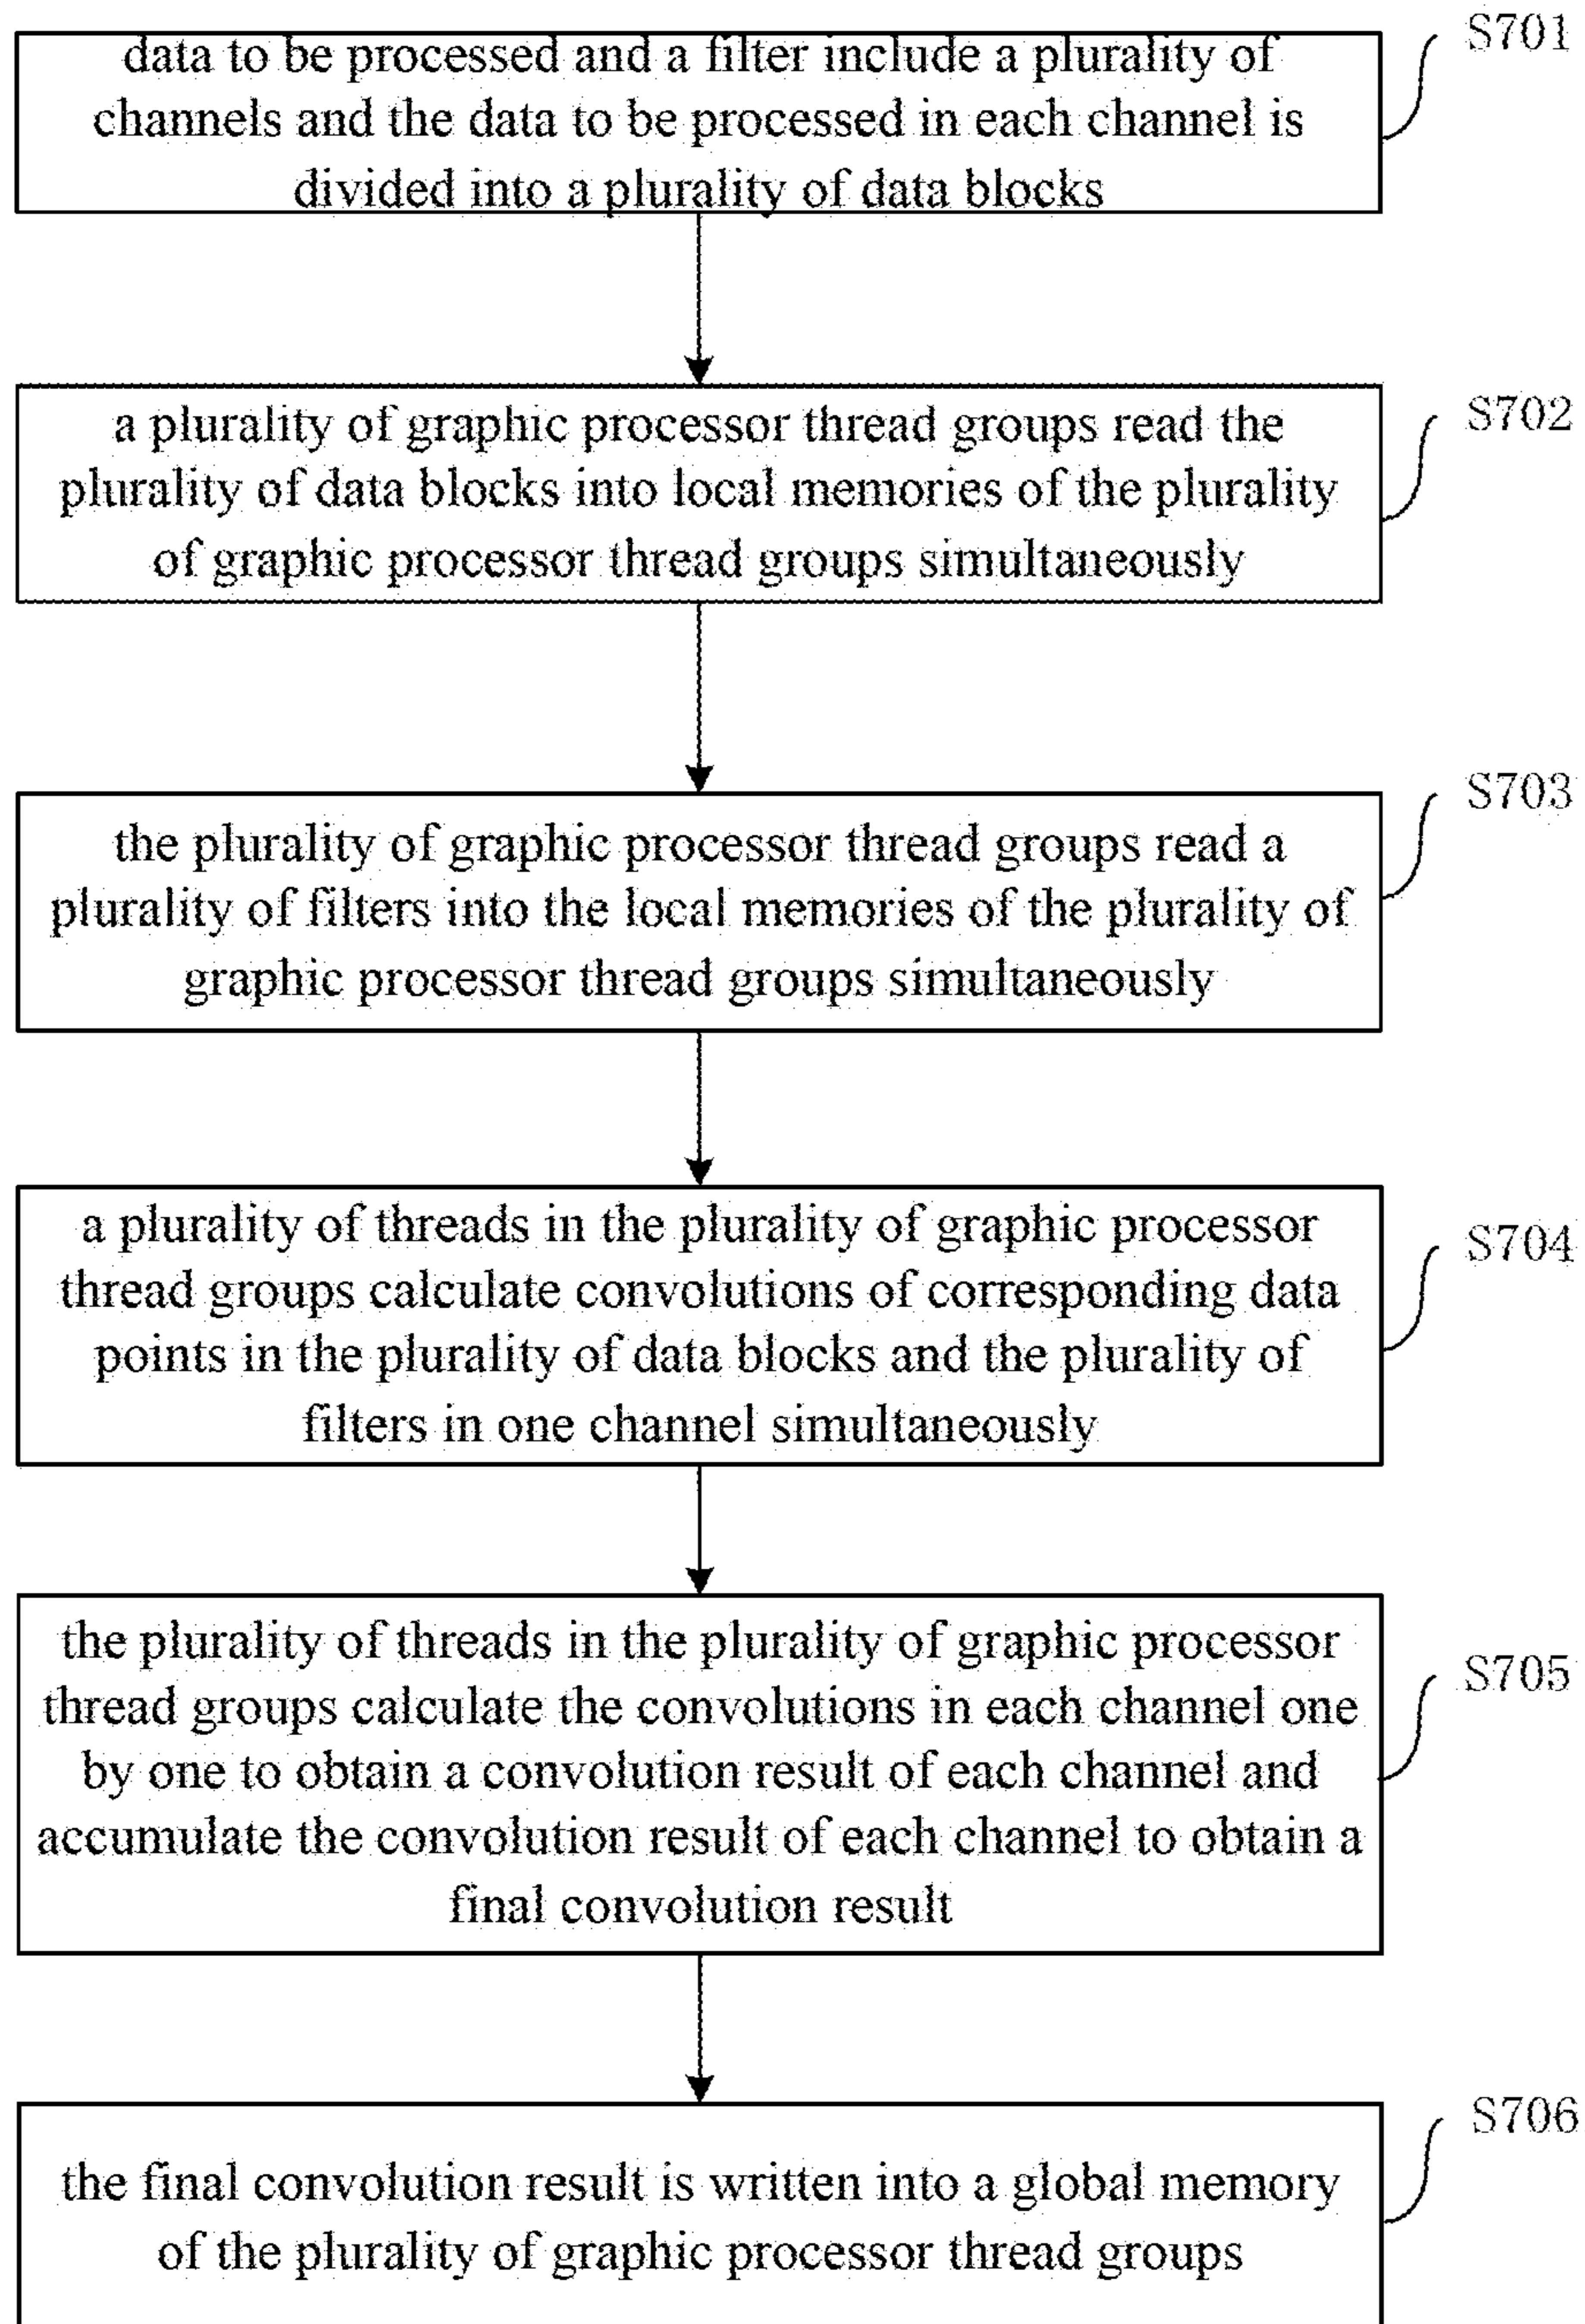 S701
data to be processed and a filter include a plurality of
channels and the data to be processed in each channel is
divided into a plurality of data blocks
S702
a plurality of graphic processor thread groups read the
plurality of data blocks into local memories of the plurality
of graphic processor thread groups simultaneously
S703
the plurality of graphic processor thread groups read a
plurality of filters into the local memories of the plurality of
graphic processor thread groups simultaneously
S704
a plurality of threads in the plurality of graphic processor
thread groups calculate convolutions of corresponding data
points in the plurality of data blocks and the plurality of
filters in one channel simultaneously
S705
the plurality of threads in the plurality of graphic processor
thread groups calculate the convolutions in each channel one
by one to obtain a convolution result of each channel and
accumulate the convolution result of each channel to obtain a
final convolution result
S706
the final convolution result is written into a global memory
of the plurality of graphic processor thread groups